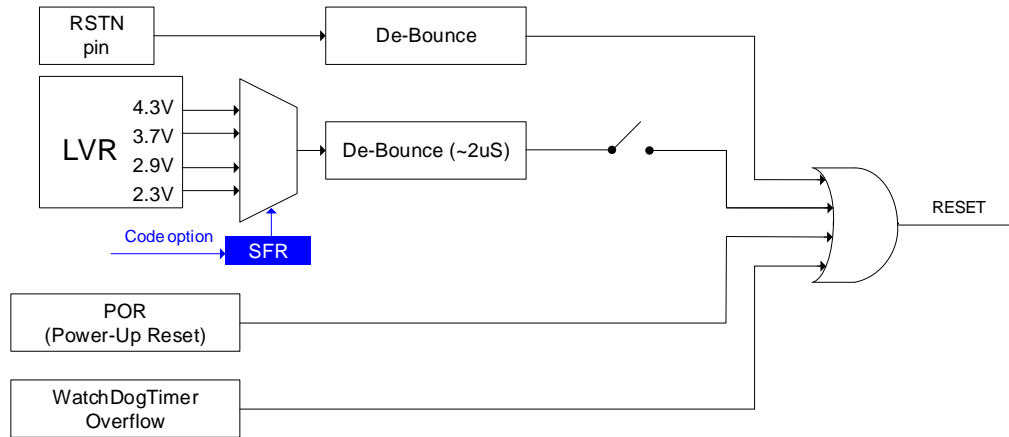 RSTN
pin
De-Bounce
LVR
4.3V
3.7V
2.9V
2.3V
De-Bounce (~2uS)
RESET
Code option
SFR
POR
(Power-Up Reset)
WatchDogTimer
Overflow